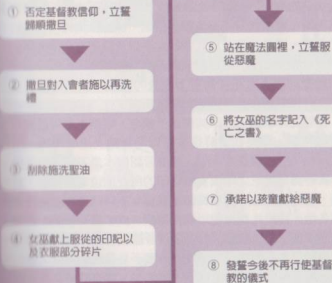 ① 否定基督教信仰，立誓
歸順撒旦
② 撒旦對入會者施以再洗
禮
③ 刮除施洗聖油
④ 女巫獻上服從的印記以
及衣服部分碎片
⑤ 站在魔法圓裡，立誓服
從惡魔
⑥ 將女巫的名字記入《死
亡之書》
⑦ 承諾以孩童獻給惡魔
⑧ 發誓今後不再行使基督
教的儀式